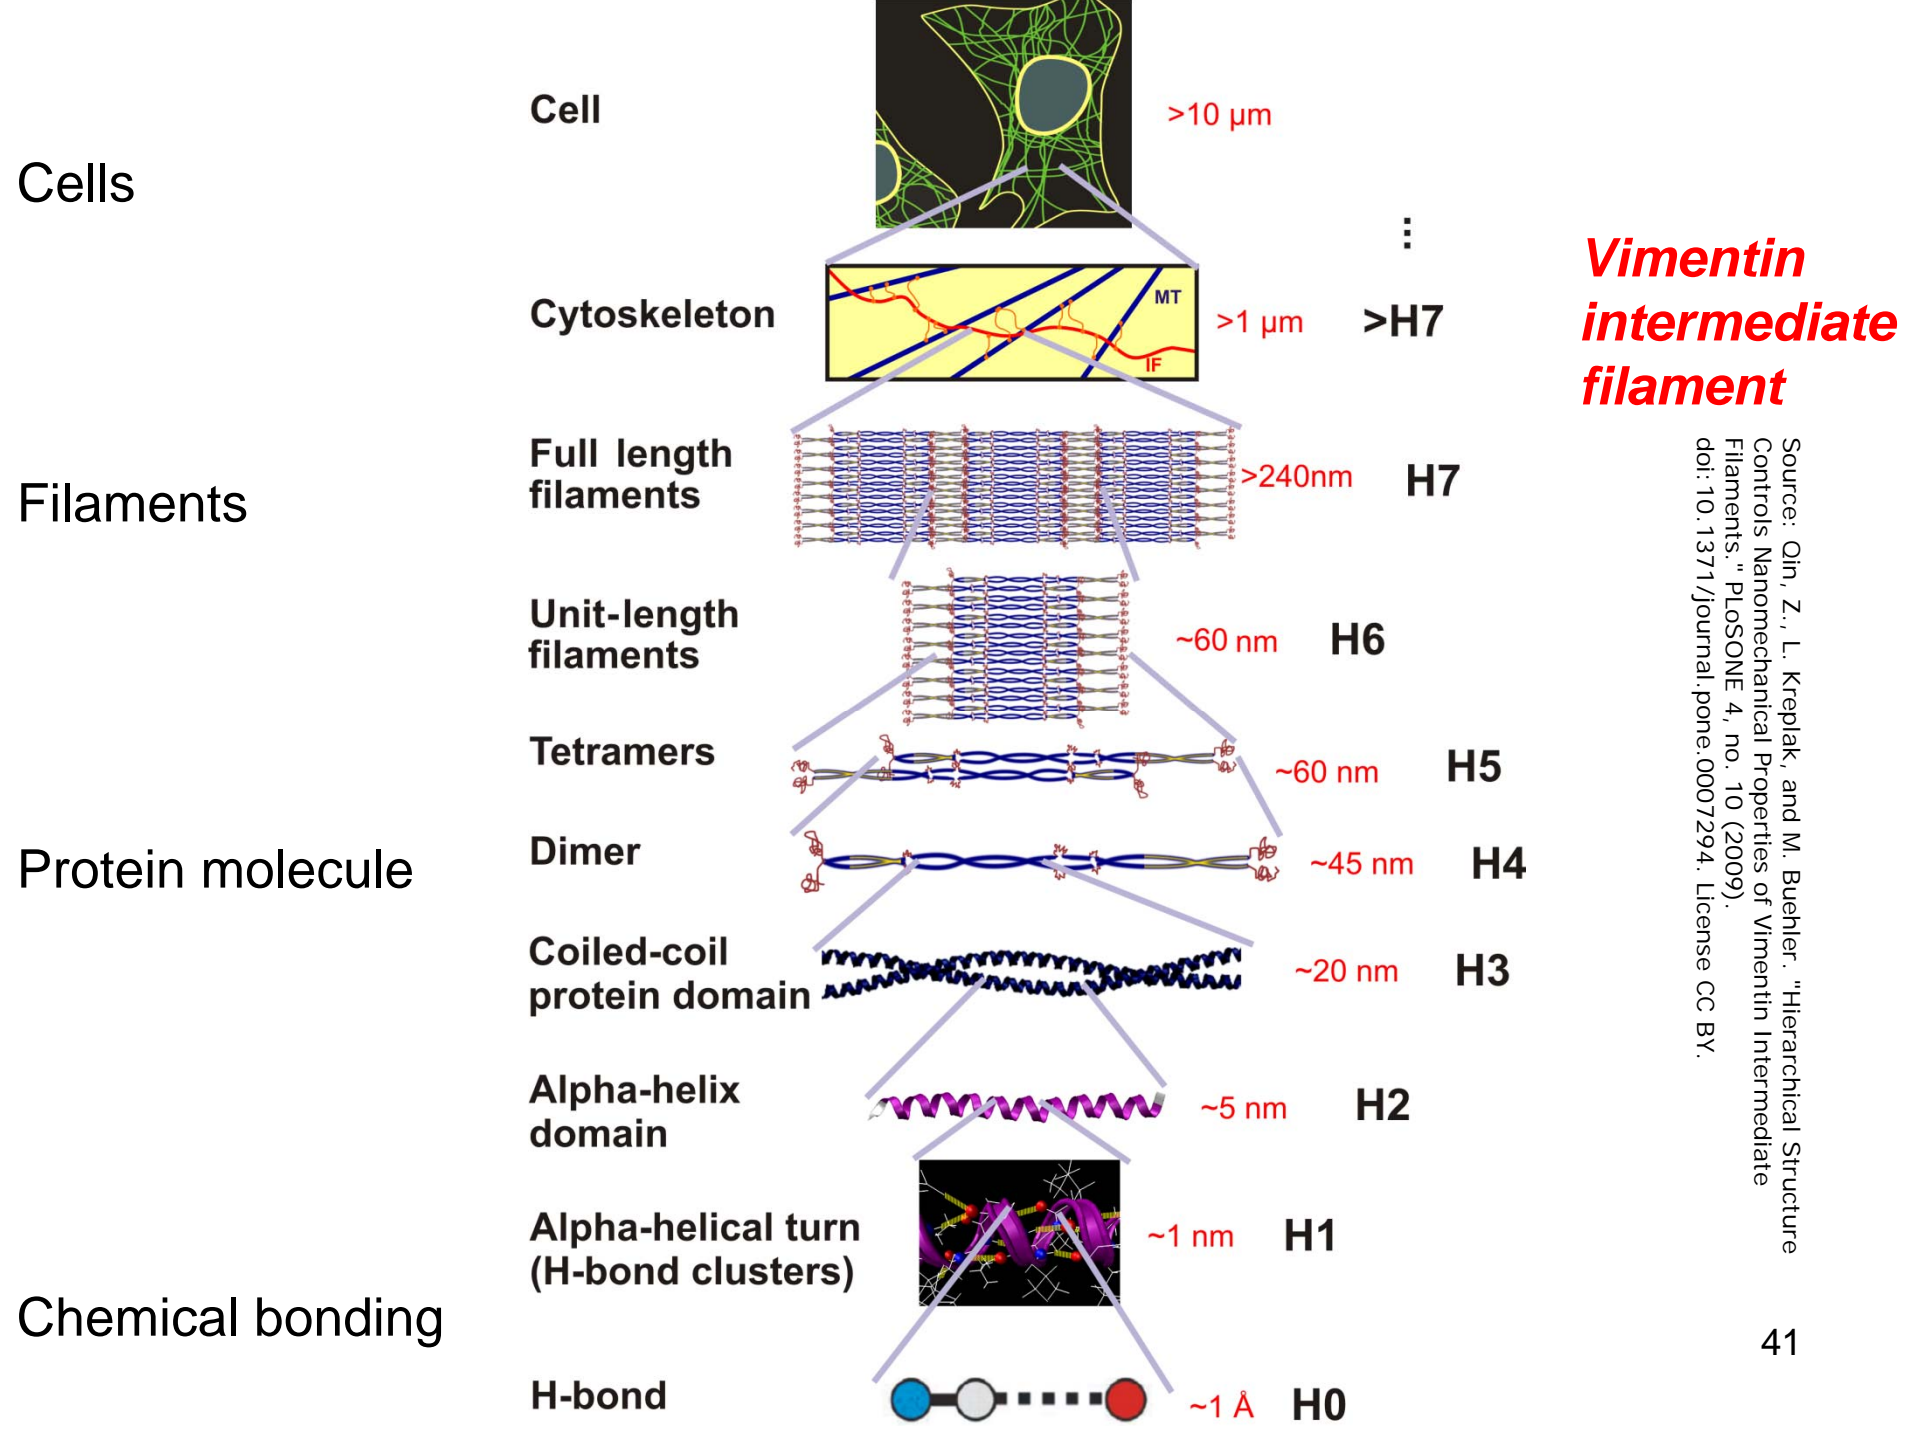 Cell
>10 µm
Cells
⋮
Vimentin
intermediate
filament
Cytoskeleton
MT
IF
>1 µm
>H7
Full length
filaments
>240nm
H7
Filaments
Unit-length
filaments
~60 nm
H6
Tetramers
~60 nm
H5
Protein molecule
Dimer
~45 nm
H4
Coiled-coil
protein domain
~20 nm
H3
Alpha-helix
domain
~5 nm
H2
Alpha-helical turn
(H-bond clusters)
~1 nm
H1
Chemical bonding
H-bond
~1 Å
H0
Source: Qin, Z., L. Kreplak, and M. Buehler. "Hierarchical Structure
Controls Nanomechanical Properties of Vimentin Intermediate
Filaments." PLoSONE 4, no. 10 (2009).
doi:10.1371/journal.pone.0007294. License CC BY.
41